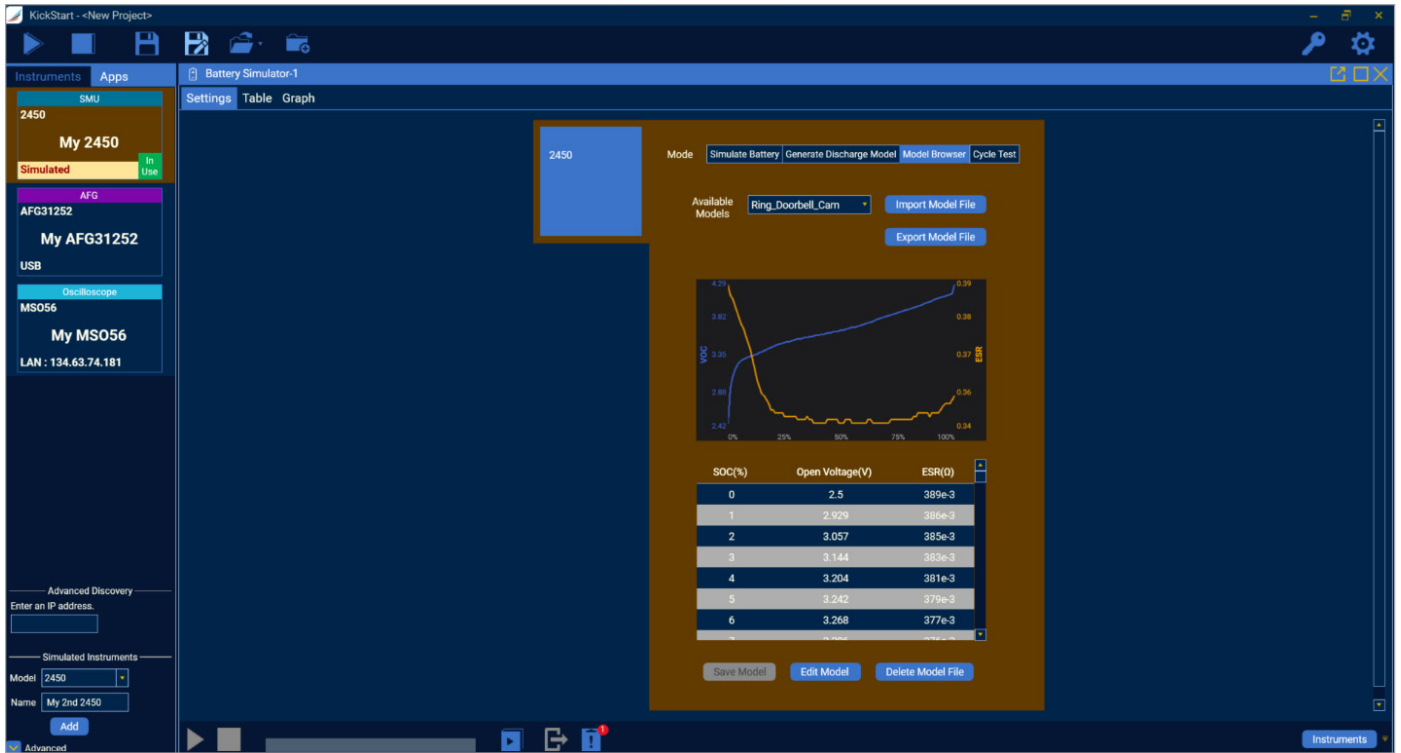 KickStart - <New Project>
Instruments Apps
SMU
2450
My 2450
Simulated
In Use
AFG
AFG31252
My AFG31252
USB
Oscilloscope
MSO56
My MSO56
LAN : 134.63.74.181
Advanced Discovery
Enter an IP address.
Simulated Instruments
Model 2450
Name My 2nd 2450
Add
Advanced
Battery Simulator-1
Settings Table Graph
2450
Mode Simulate Battery Generate Discharge Model Model Browser Cycle Test
Available Models Ring_Doorbell_Cam Import Model File
Export Model File
4.29 0.39
3.82 0.38
VOC 3.35 0.37 ESR
2.88 0.36
2.42 0.34
0% 25% 50% 75% 100%
SOC(%) Open Voltage(V) ESR(Ω)
0 2.5 389e-3
1 2.929 386e-3
2 3.057 385e-3
3 3.144 383e-3
4 3.204 381e-3
5 3.242 379e-3
6 3.268 377e-3
Save Model Edit Model Delete Model File
1
Instruments